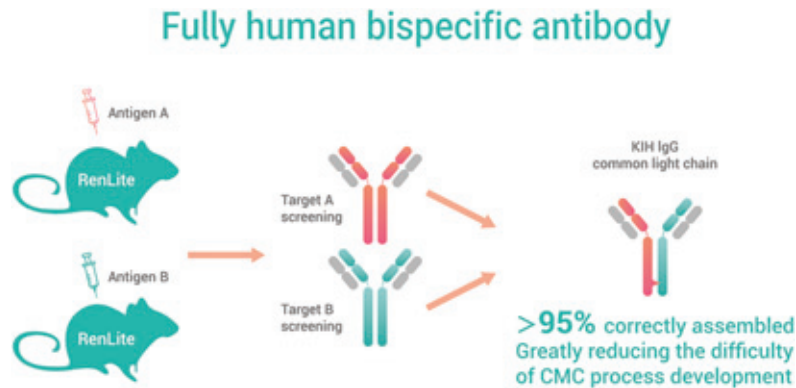 Fully human bispecific antibody
Antigen A
RenLite
Antigen B
RenLite
Target A
screening
Target B
screening
KIH IgG
common light chain
>95% correctly assembled
Greatly reducing the difficulty
of CMC process development